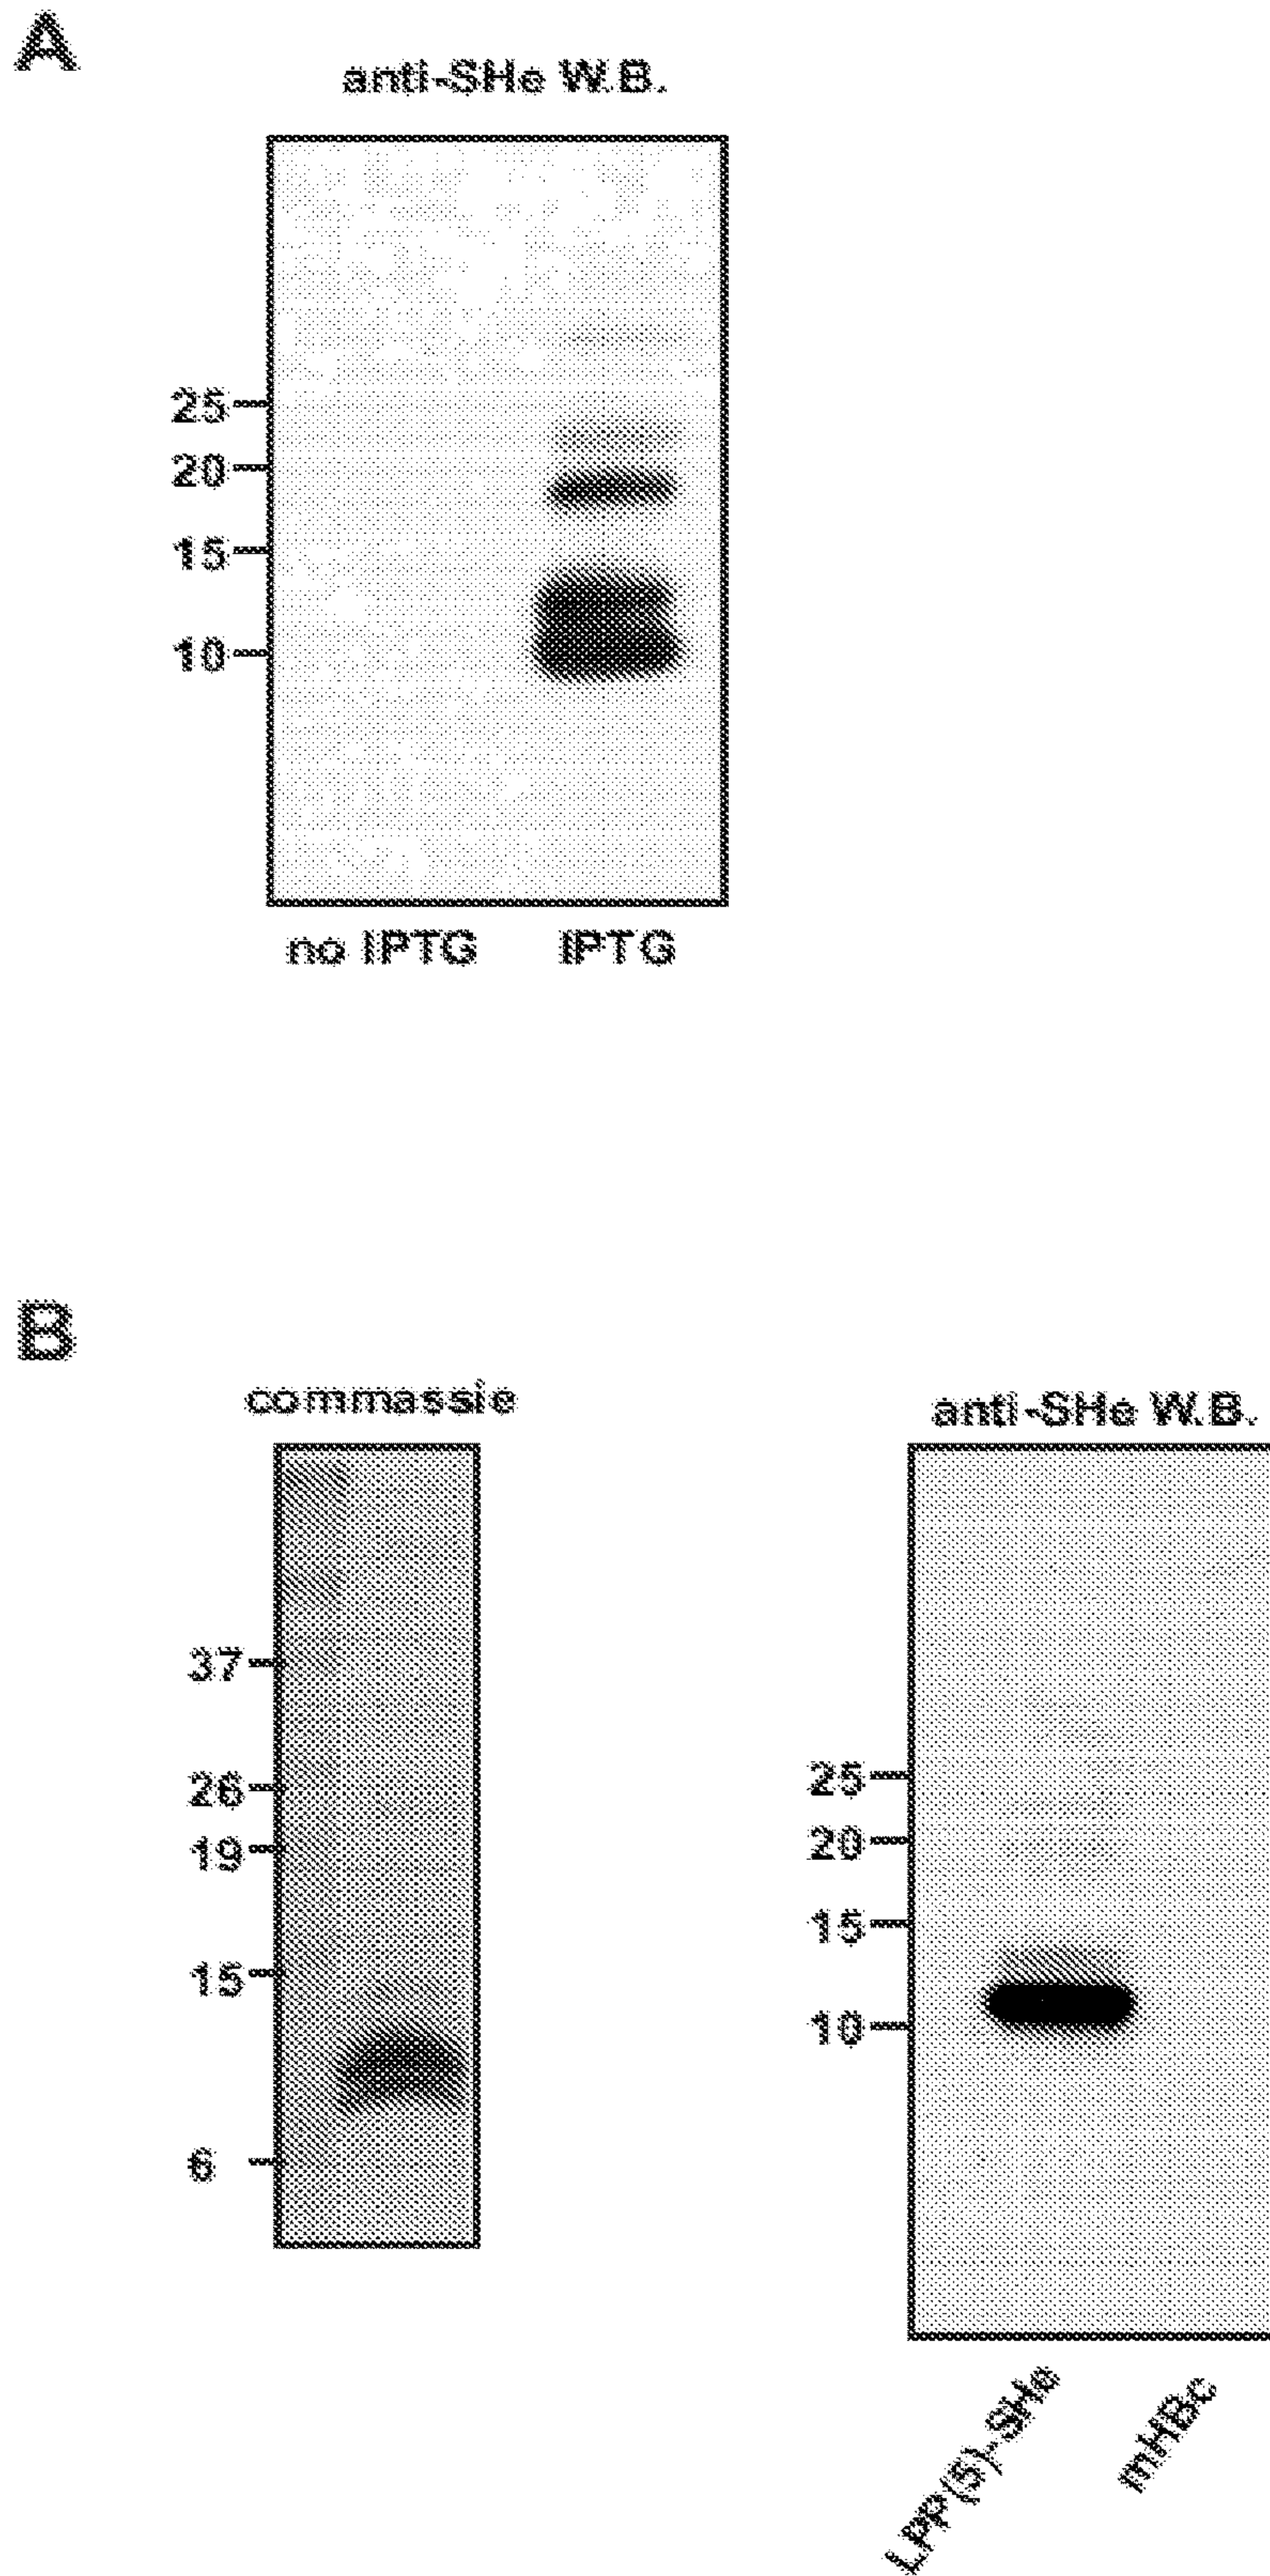 A
anti-SHe W.B.
25
20
15
10
no IPTG IPTG
B
commassie
37
26
19
15
6
anti-SHe W.B.
25
20
15
10
LPP(5)-SHe
mHBc